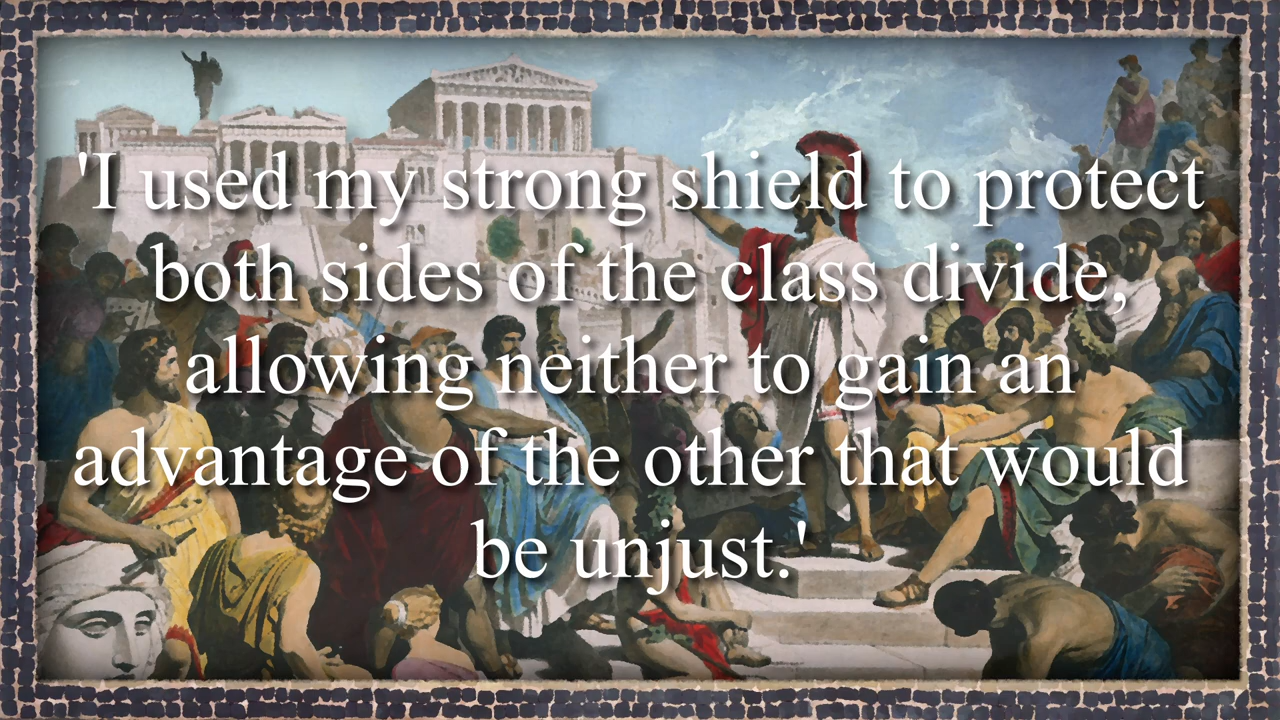 'I used my strong shield to protect
both sides of the class divide,
allowing neither to gain an
advantage of the other that would
be unjust.'